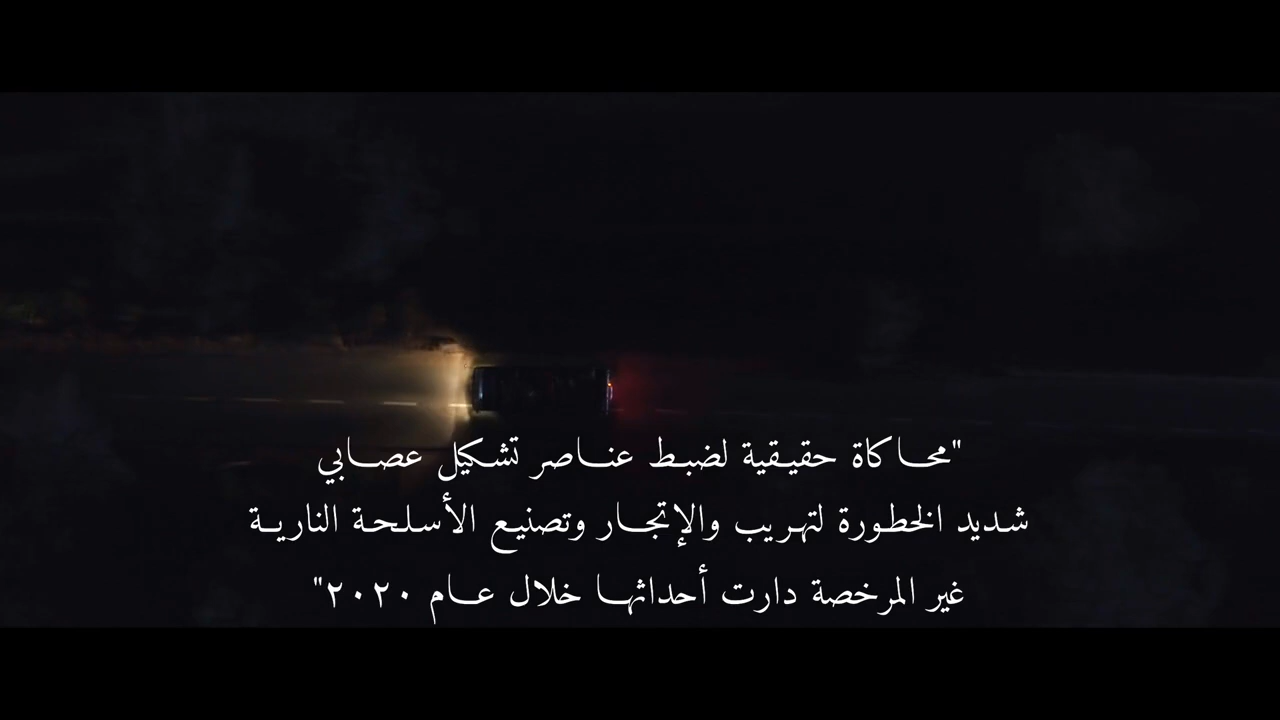 "محاكاة حقيقية لضبط عناصر تشكيل عصابي
شديد الخطورة لتهريب والإتجار وتصنيع الأسلحة النارية
غير المرخصة دارت أحداثها خلال عام ٢٠٢٠"